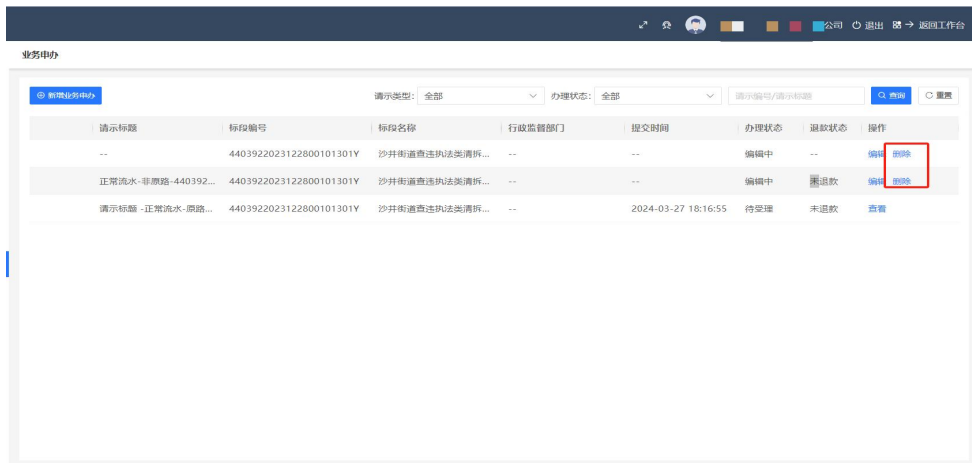 公司 退出 返回工作台
业务申办
新增业务申办 请示类型: 全部 办理状态: 全部 请示编号/请示标题 查询 重置
请示标题 标段编号 标段名称 行政监督部门 提交时间 办理状态 退款状态 操作
-- 4403922023122800101301Y 沙井街道查违执法类清拆... -- -- 编辑中 -- 编辑 删除
正常流水-非原路-440392... 4403922023122800101301Y 沙井街道查违执法类清拆... -- -- 编辑中 未退款 编辑 删除
请示标题 -正常流水-原路... 4403922023122800101301Y 沙井街道查违执法类清拆... -- 2024-03-27 18:16:55 待受理 未退款 查看